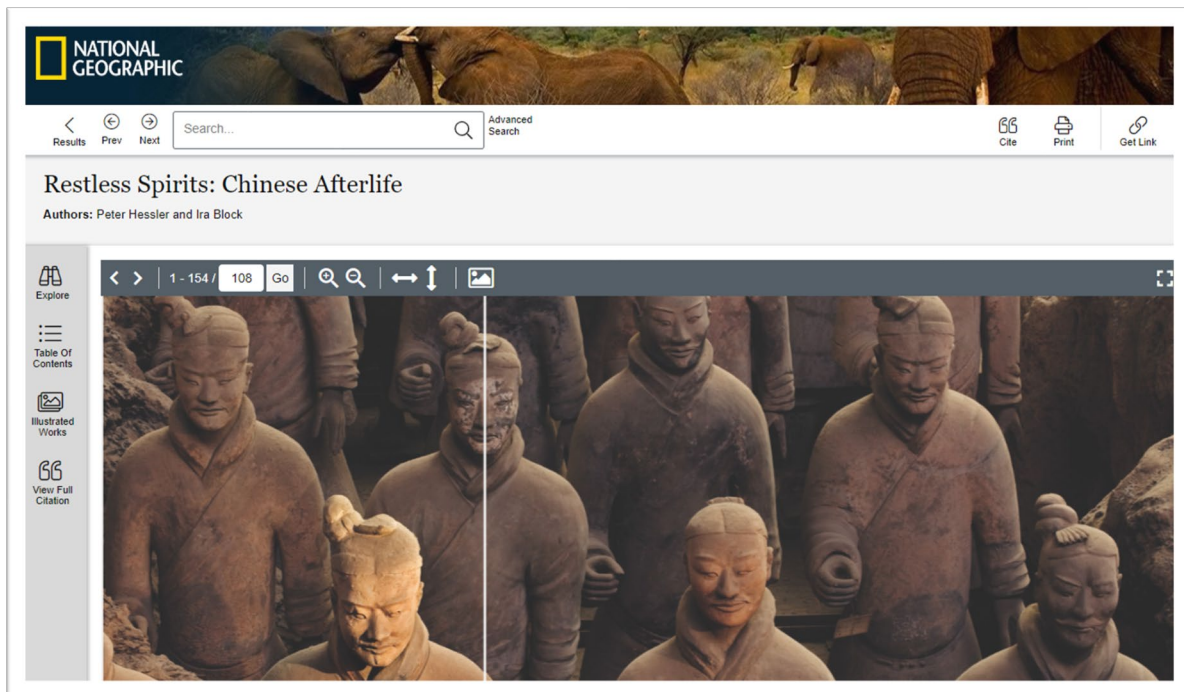 NATIONAL
GEOGRAPHIC
Results
Prev
Next
Search...
Advanced
Search
Cite
Print
Get Link
Restless Spirits: Chinese Afterlife
Authors: Peter Hessler and Ira Block
Explore
1 - 154 / 108 Go
Table Of
Contents
Illustrated
Works
View Full
Citation